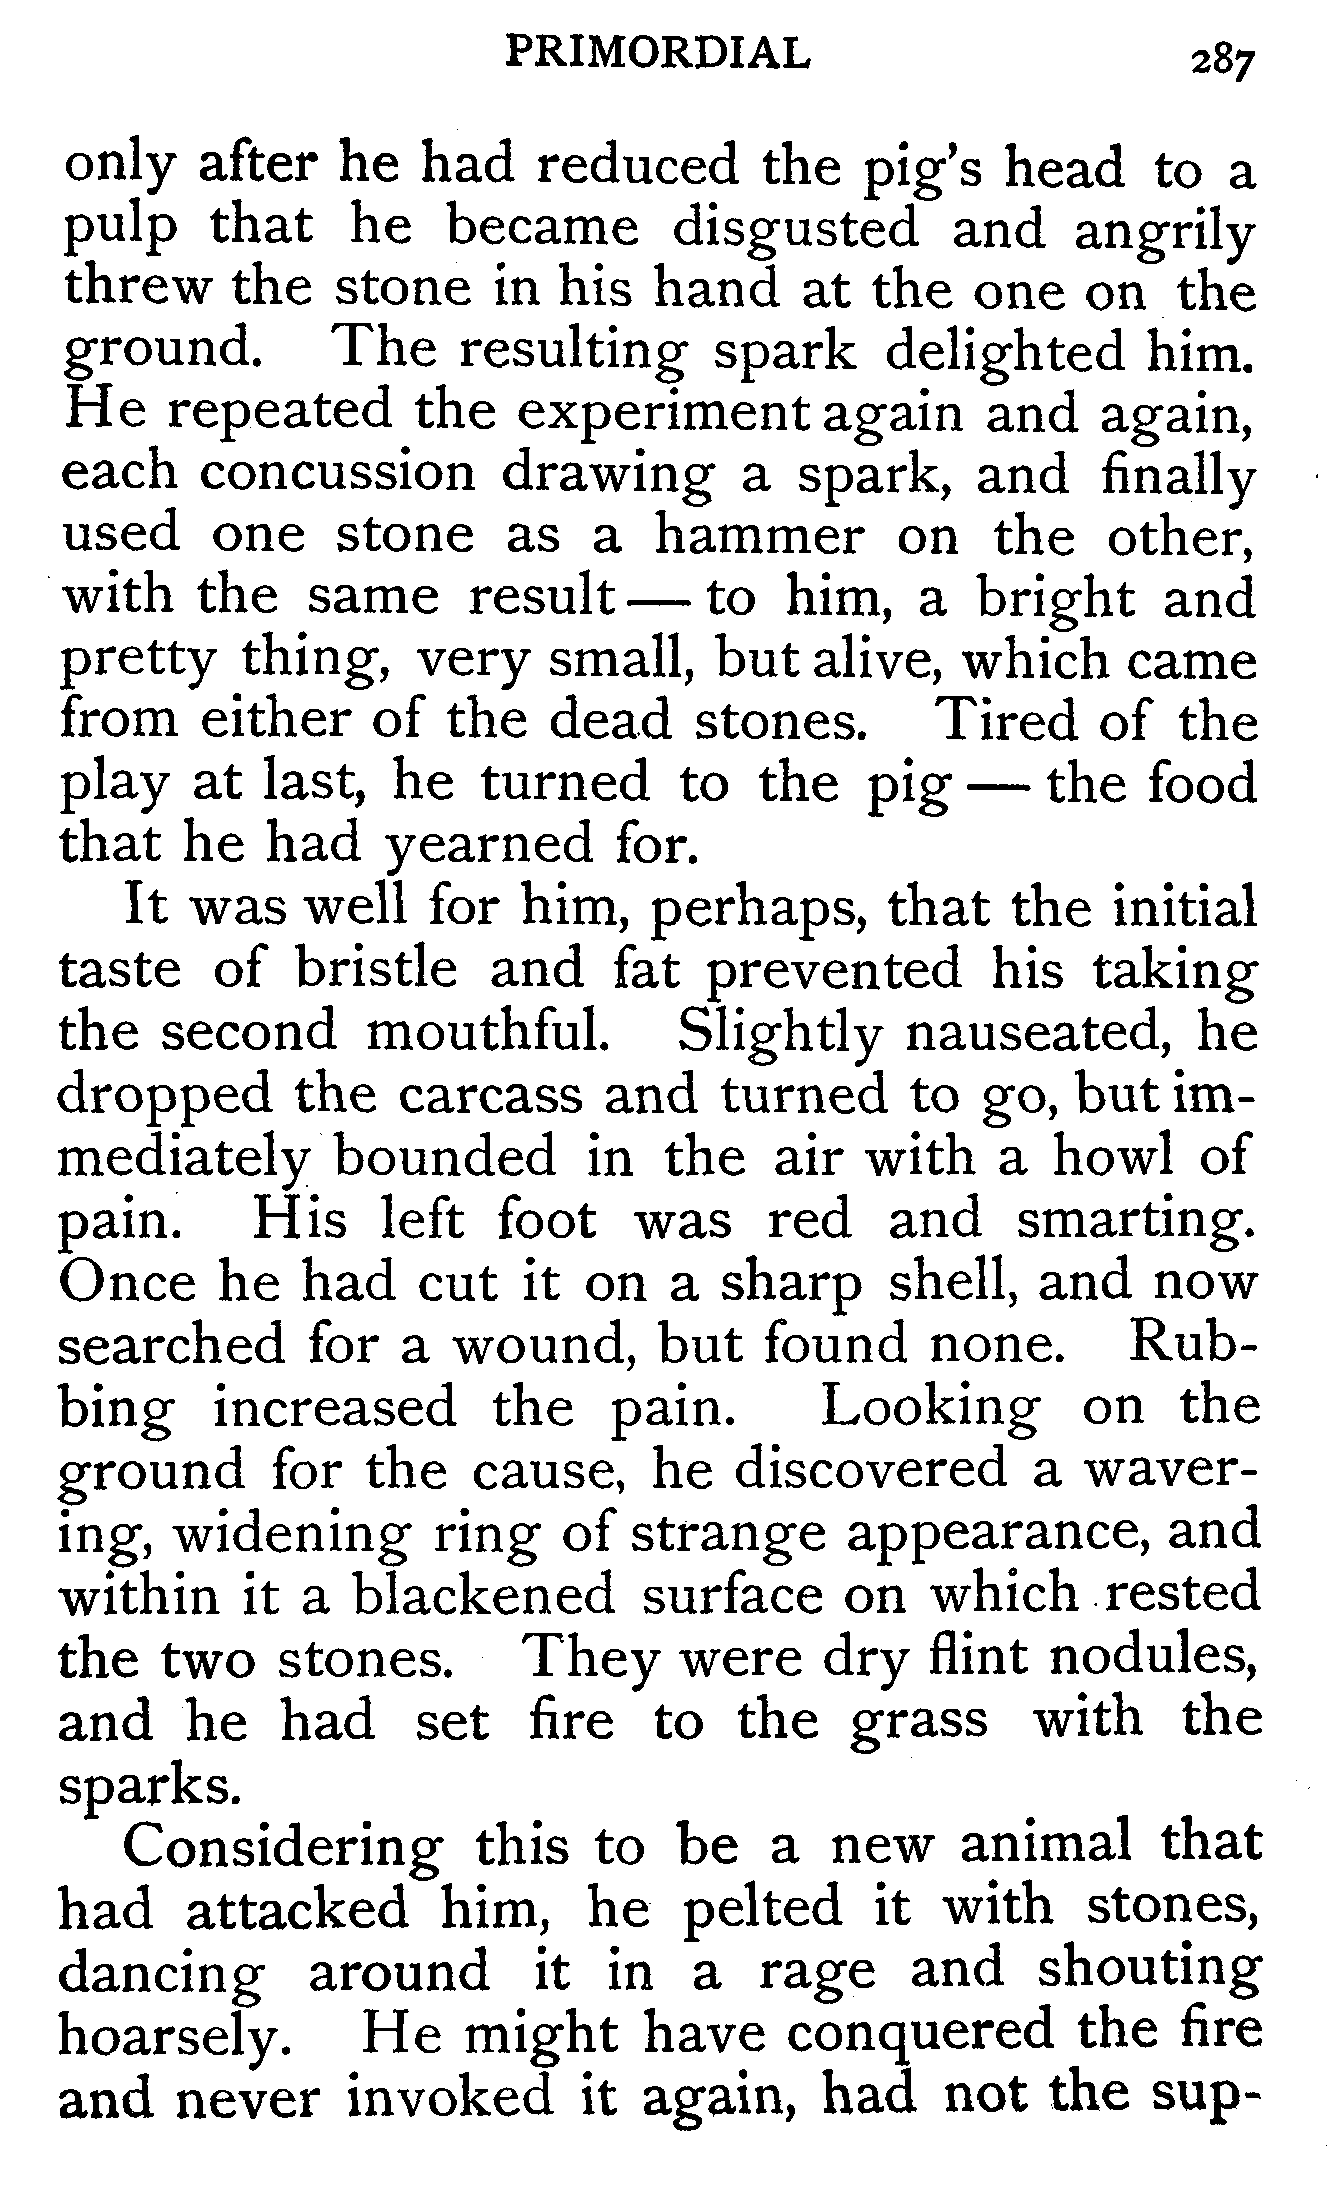 PRIMORDIAL 287
only after he had reduced the pig's head to a
pulp that he became disgusted and angrily
threw the stone in his hand at the one on the
ground. The resulting spark delighted him.
He repeated the experiment again and again,
each concussion drawing a spark, and finally
used one stone as a hammer on the other,
with the same result — to him, a bright and
pretty thing, very small, but alive, which came
from either of the dead stones. Tired of the
play at last, he turned to the pig — the food
that he had yearned for.
It was well for him, perhaps, that the initial
taste of bristle and fat prevented his taking
the second mouthful. Slightly nauseated, he
dropped the carcass and turned to go, but im-
mediately bounded in the air with a howl of
pain. His left foot was red and smarting.
Once he had cut it on a sharp shell, and now
searched for a wound, but found none. Rub-
bing increased the pain. Looking on the
ground for the cause, he discovered a waver-
ing, widening ring of strange appearance, and
within it a blackened surface on which rested
the two stones. They were dry flint nodules,
and he had set fire to the grass with the
sparks.
Considering this to be a new animal that
had attacked him, he pelted it with stones,
dancing around it in a rage and shouting
hoarsely. He might have conquered the fire
and never invoked it again, had not the sup-